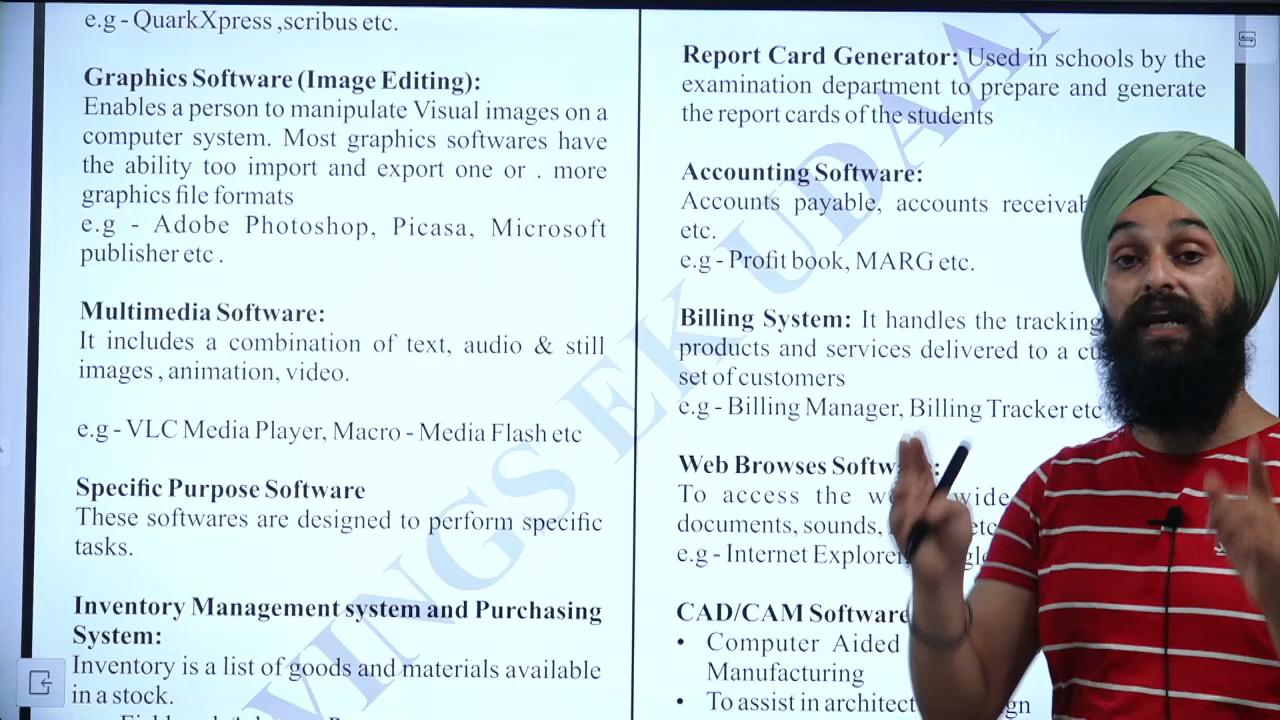 e.g - QuarkXpress ,scribus etc.
Graphics Software (Image Editing):
Enables a person to manipulate Visual images on a
computer system. Most graphics softwares have
the ability too import and export one or . more
graphics file formats
e.g - Adobe Photoshop, Picasa, Microsoft
publisher etc .
Multimedia Software:
It includes a combination of text, audio & still
images , animation, video.
e.g - VLC Media Player, Macro - Media Flash etc
Specific Purpose Software
These softwares are designed to perform specific
tasks.
Inventory Management system and Purchasing
System:
Inventory is a list of goods and materials available
in a stock.
Report Card Generator: Used in schools by the
examination department to prepare and generate
the report cards of the students
Accounting Software:
Accounts payable, accounts
etc.
e.g - Profit book, MARG etc.
Billing System: It handles the tracking
products and services delivered to a
set of customers
e.g - Billing Manager, Billing Tracker etc
Web Browses
To access the wide
documents, sounds, etc
e.g - Internet Explorer,
CAD/CAM Software
• Computer Aided
Manufacturing
• To assist in
VINGS EK UDAAN